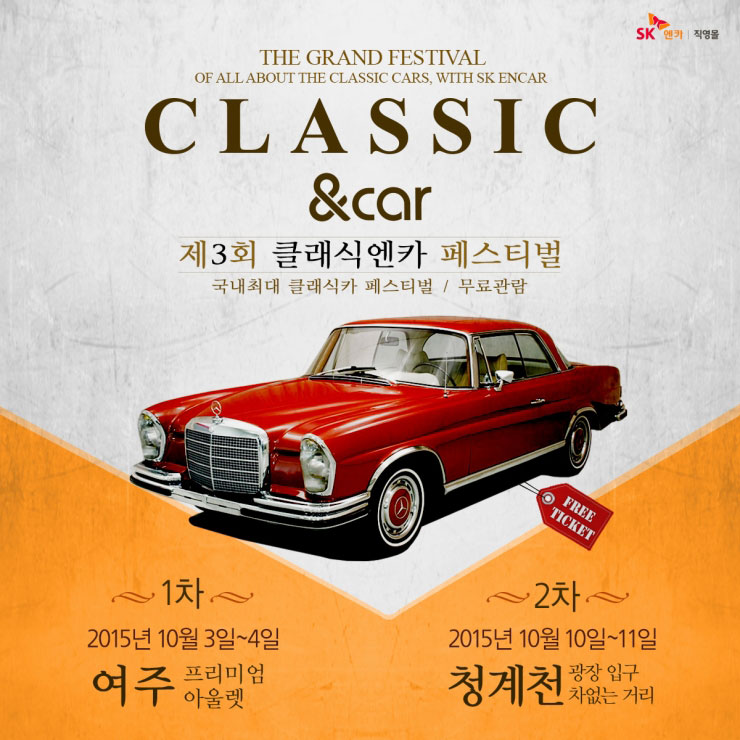 SK 엔카 | 직영몰
THE GRAND FESTIVAL
OF ALL ABOUT THE CLASSIC CARS, WITH SK ENCAR
CLASSIC
&car
제3회 클래식엔카 페스티벌
국내최대 클래식카 페스티벌 / 무료관람
FREE
TICKET
~ 1차 ~
2015년 10월 3일~4일
여주 프리미엄
아울렛
~ 2차 ~
2015년 10월 10일~11일
청계천 광장 입구
차없는 거리